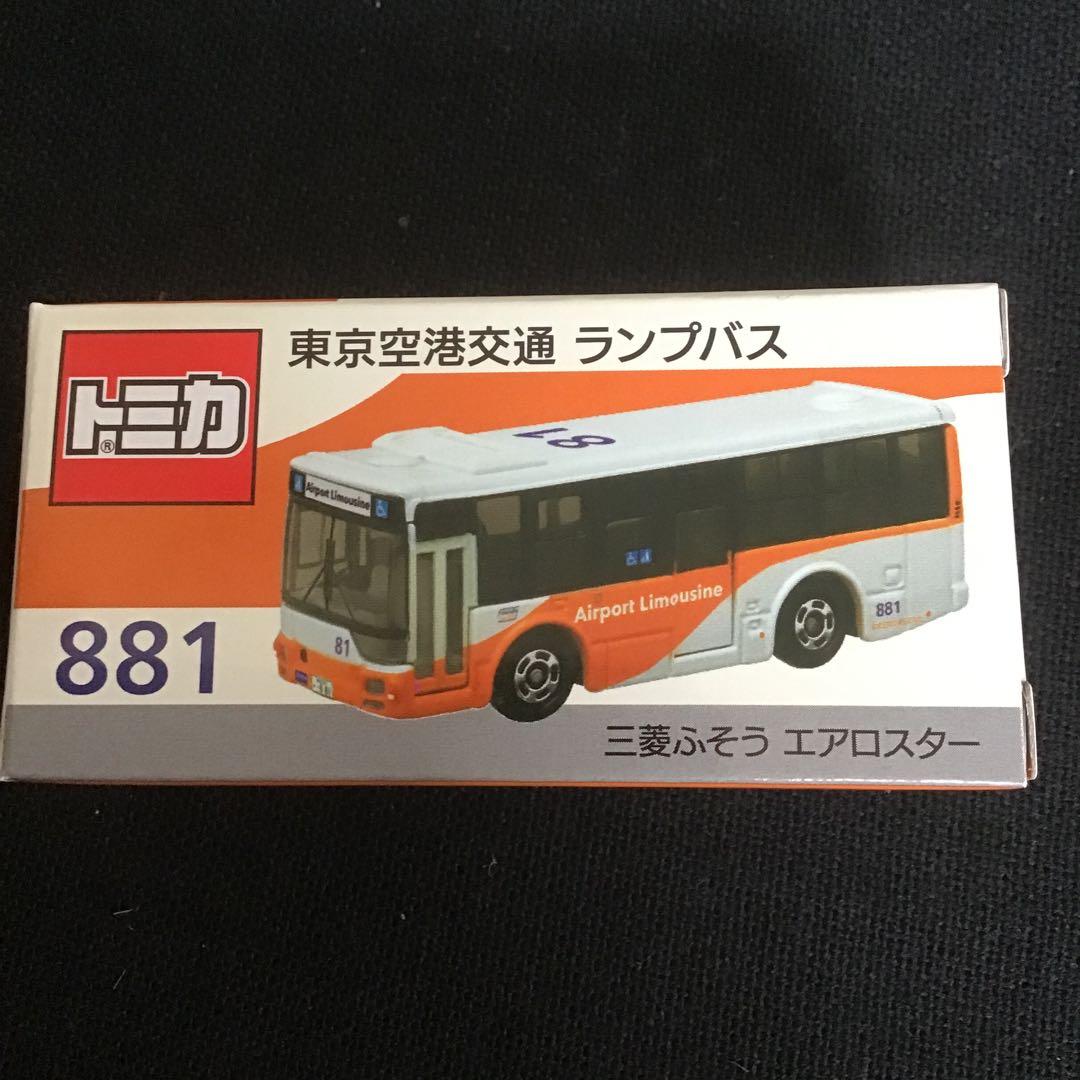 東京空港交通 ランプバス
トミカ®
81
Airport Limousine
Airport Limousine
81
881
881
三菱ふそう エアロスター